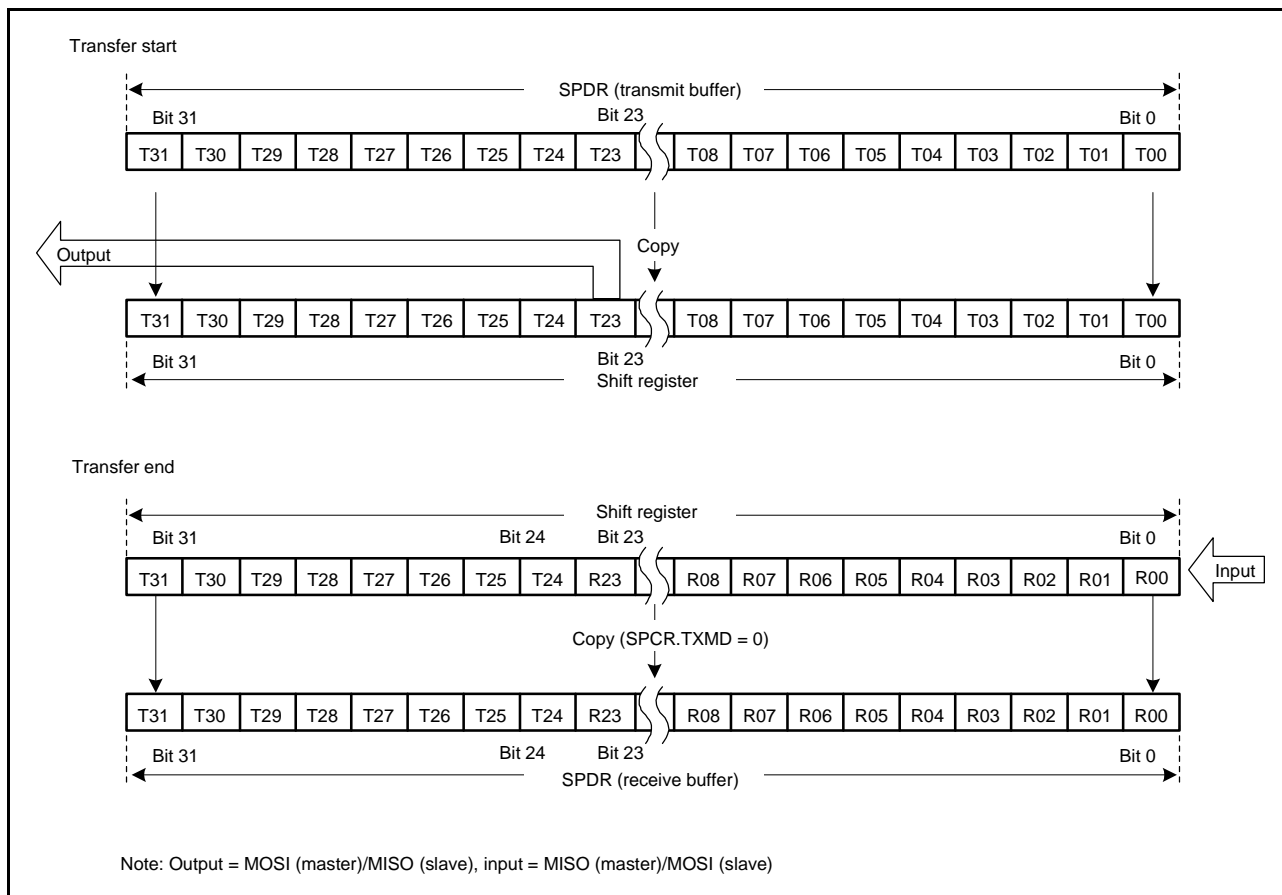 Transfer start
SPDR (transmit buffer)
Bit 31 Bit 23 Bit 0
T31 T30 T29 T28 T27 T26 T25 T24 T23 T08 T07 T06 T05 T04 T03 T02 T01 T00
Output Copy
T31 T30 T29 T28 T27 T26 T25 T24 T23 T08 T07 T06 T05 T04 T03 T02 T01 T00
Bit 31 Bit 23 Bit 0
Shift register
Transfer end
Shift register
Bit 31 Bit 24 Bit 23 Bit 0
T31 T30 T29 T28 T27 T26 T25 T24 R23 R08 R07 R06 R05 R04 R03 R02 R01 R00 Input
Copy (SPCR.TXMD = 0)
T31 T30 T29 T28 T27 T26 T25 T24 R23 R08 R07 R06 R05 R04 R03 R02 R01 R00
Bit 31 Bit 24 Bit 23 Bit 0
SPDR (receive buffer)
Note: Output = MOSI (master)/MISO (slave), input = MISO (master)/MOSI (slave)